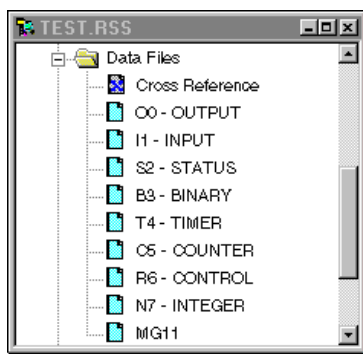 TEST.RSS
Data Files
Cross Reference
O0 - OUTPUT
I1 - INPUT
S2 - STATUS
B3 - BINARY
T4 - TIMER
C5 - COUNTER
R6 - CONTROL
N7 - INTEGER
MG11